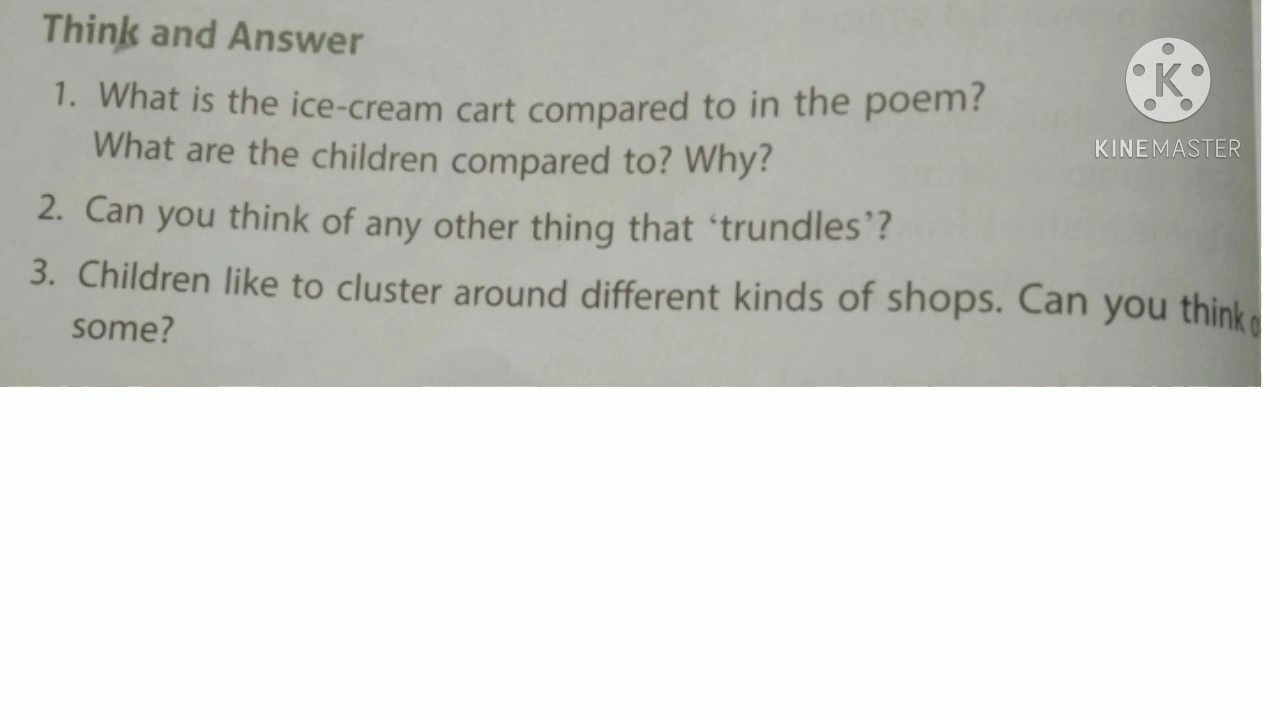 Think and Answer
1. What is the ice-cream cart compared to in the poem?
What are the children compared to? Why?
2. Can you think of any other thing that ‘trundles’?
3. Children like to cluster around different kinds of shops. Can you think
some?
KINEMASTER